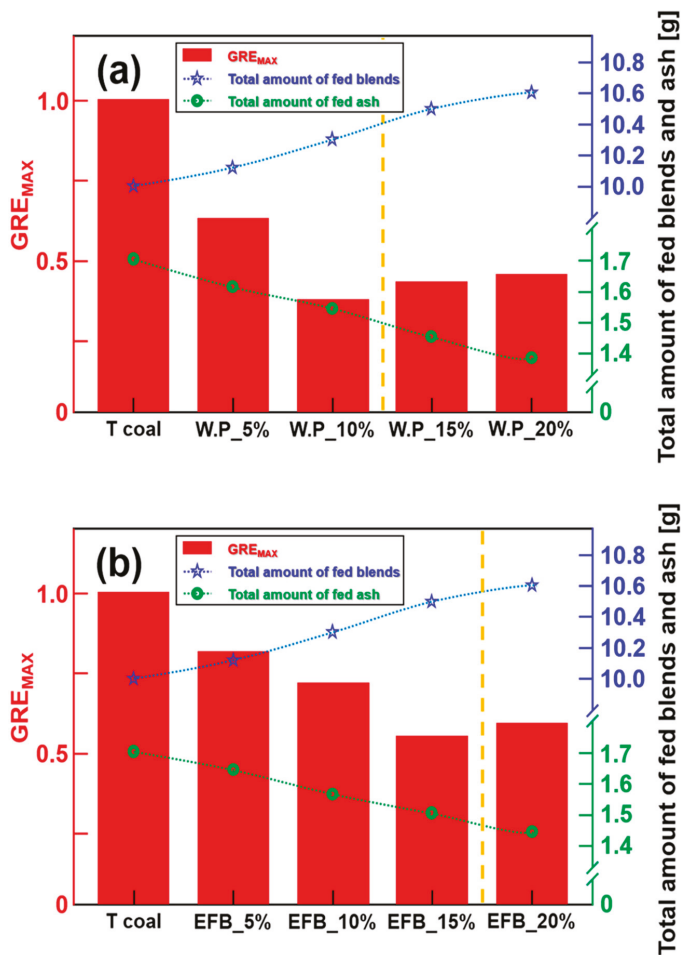 (a)
GRE_MAX
Total amount of fed blends
Total amount of fed ash
GRE_MAX
1.0
0.5
0
10.8
10.6
10.4
10.2
10.0
1.7
1.6
1.5
1.4
0
Total amount of fed blends and ash [g]
T coal W.P_5% W.P_10% W.P_15% W.P_20%
(b)
GRE_MAX
Total amount of fed blends
Total amount of fed ash
GRE_MAX
1.0
0.5
0
10.8
10.6
10.4
10.2
10.0
1.7
1.6
1.5
1.4
0
Total amount of fed blends and ash [g]
T coal EFB_5% EFB_10% EFB_15% EFB_20%